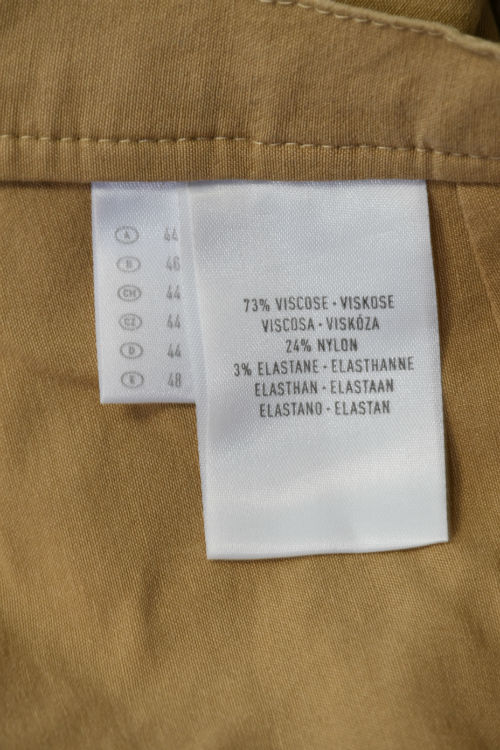 A 44
B 46
CH 44
CZ 44
D 44
E 48
73% VISCOSE · VISKOSE
VISCOSA · VISKÓZA
24% NYLON
3% ELASTANE · ELASTHANNE
ELASTHAN · ELASTAAN
ELASTANO · ELASTAN